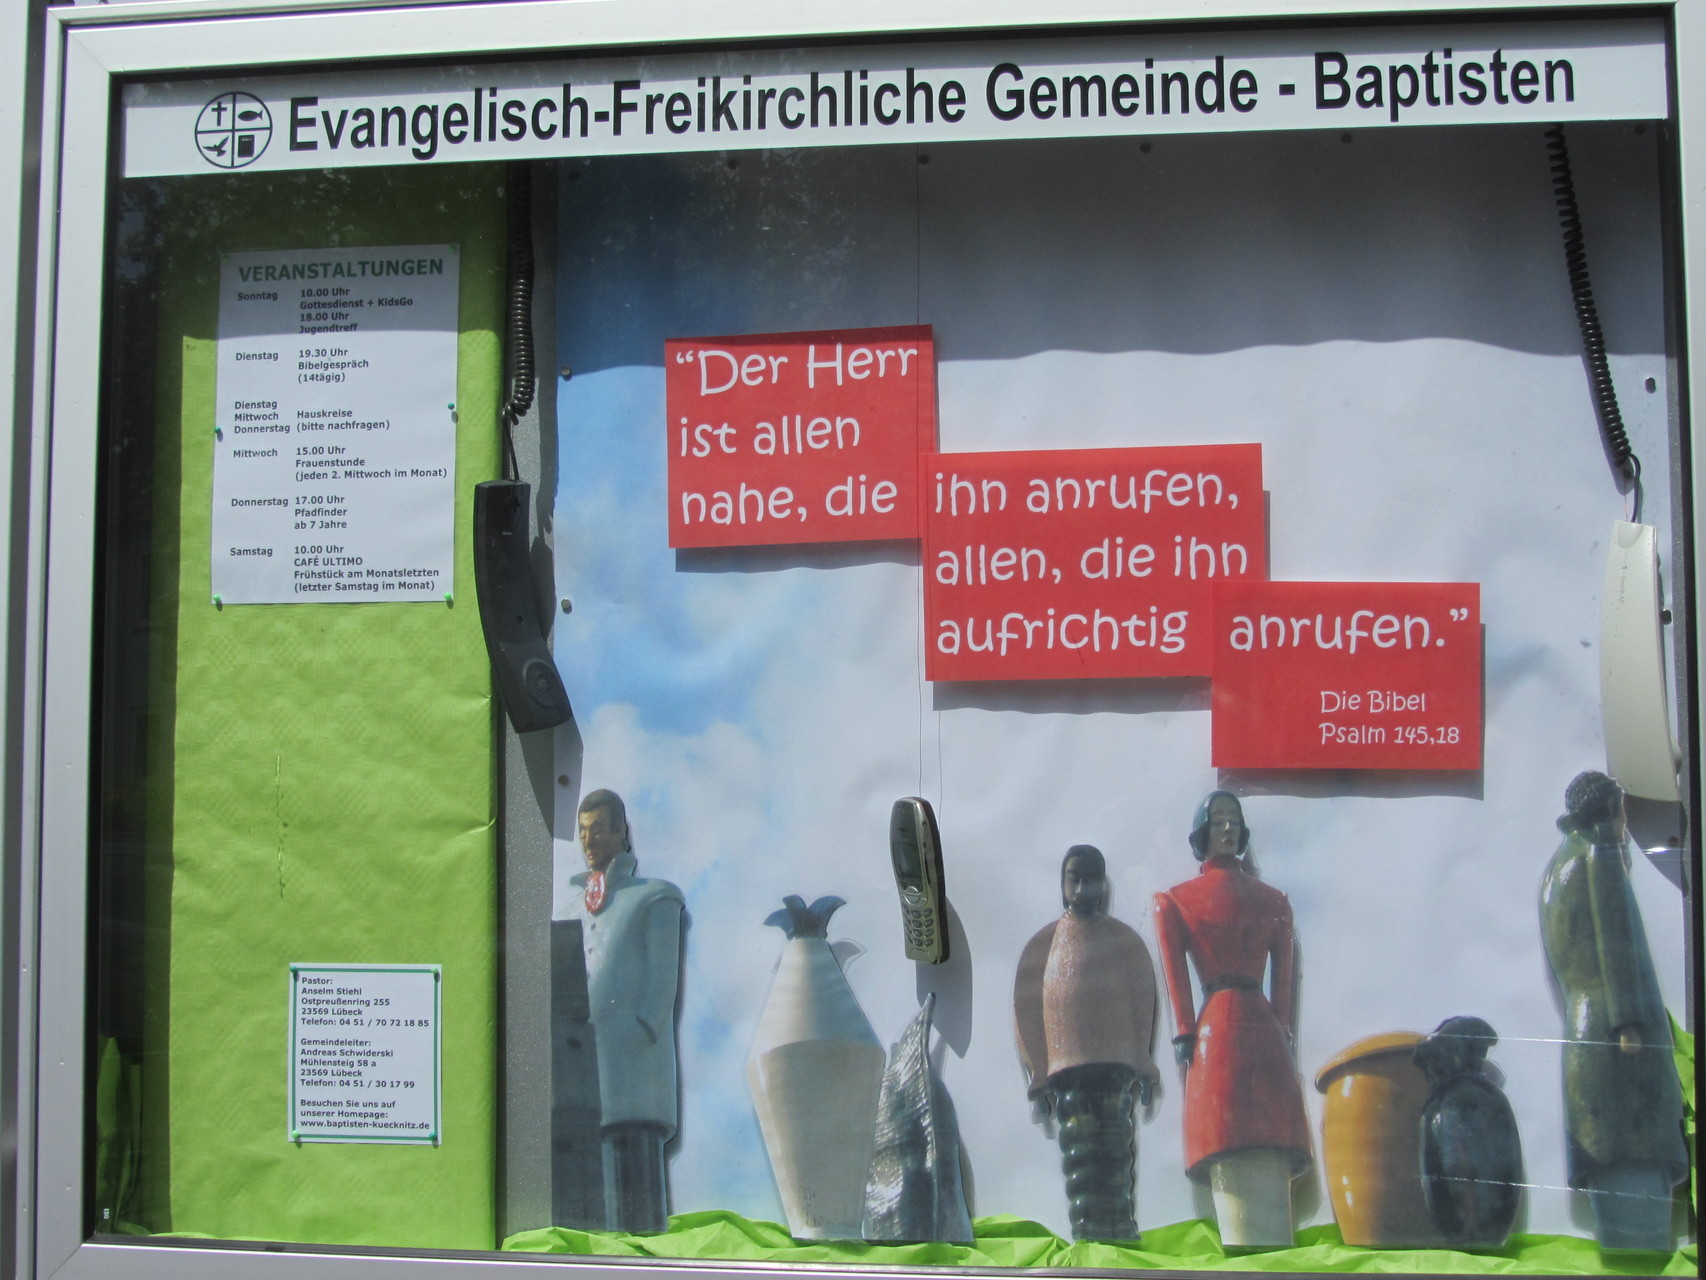 Evangelisch-Freikirchliche Gemeinde - Baptisten
VERANSTALTUNGEN
Sonntag 10.00 Uhr
Gottesdienst + KidsGo
18.00 Uhr
Jugendtreff
Dienstag 19.30 Uhr
Bibelgespräch
(14tägig)
Dienstag
Mittwoch Hauskreise
Donnerstag (bitte nachfragen)
Mittwoch 15.00 Uhr
Frauenstunde
(jeden 2. Mittwoch im Monat)
Donnerstag 17.00 Uhr
Pfadfinder
ab 7 Jahre
Samstag 10.00 Uhr
CAFÉ ULTIMO
Frühstück am Monatsletzten
(letzter Samstag im Monat)
“Der Herr
ist allen
nahe, die
ihn anrufen,
allen, die ihn
aufrichtig
anrufen.”
Die Bibel
Psalm 145,18
Pastor:
Anselm Stiehl
Ostpreußenring 255
23569 Lübeck
Telefon: 04 51 / 70 72 18 85
Gemeindeleiter:
Andreas Schwiderski
Mühlensteig 58 a
23569 Lübeck
Telefon: 04 51 / 30 17 99
Besuchen Sie uns auf
unserer Homepage:
www.baptisten-kuecknitz.de